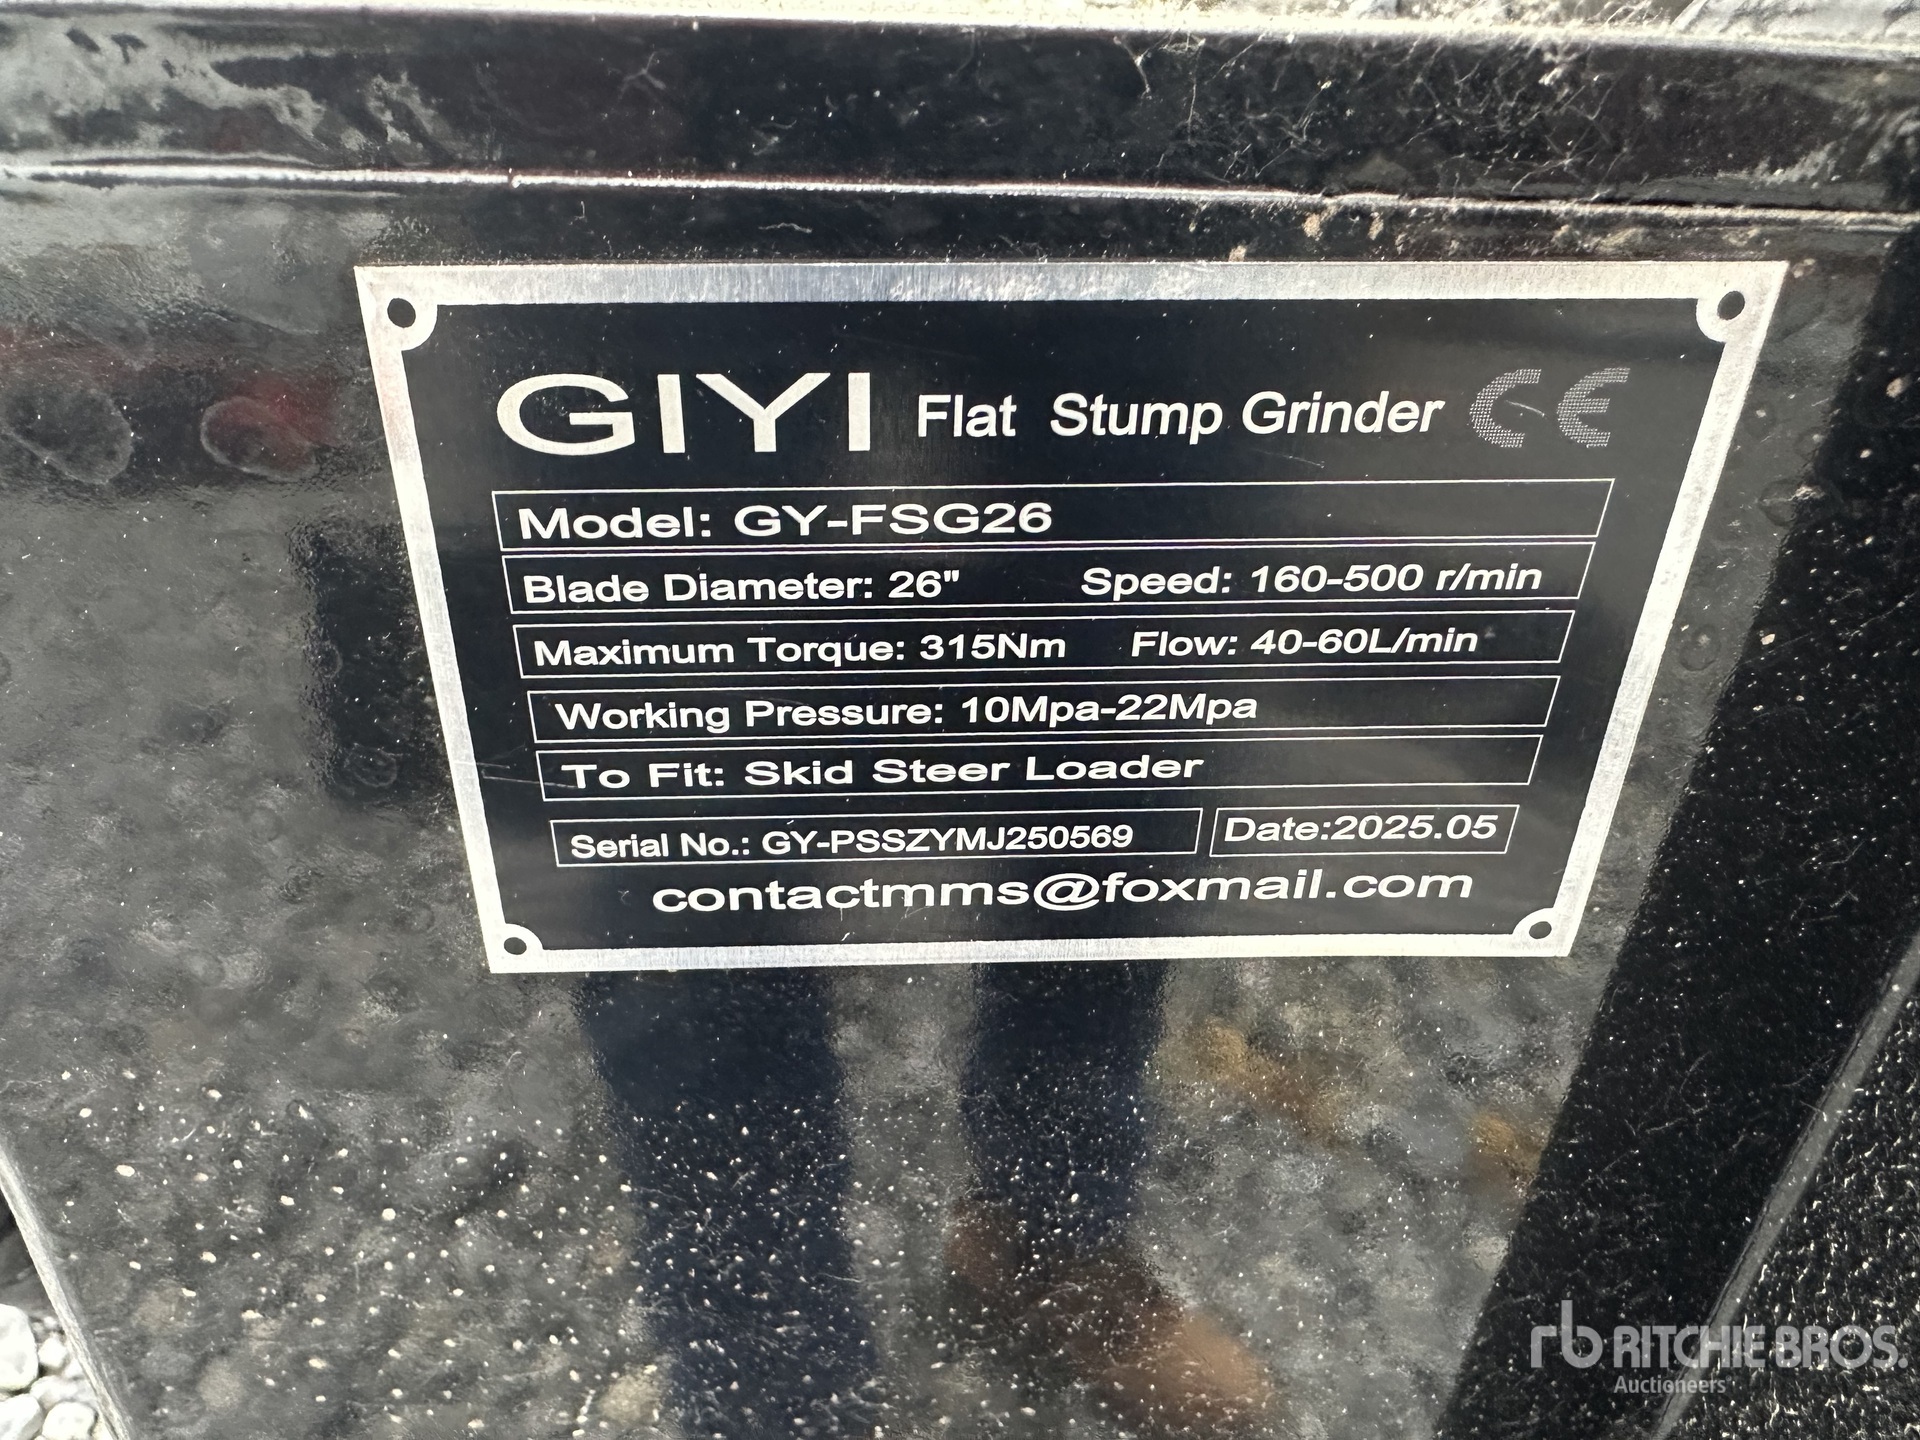 GIYI Flat Stump Grinder CE
Model: GY-FSG26
Blade Diameter: 26" Speed: 160-500 r/min
Maximum Torque: 315Nm Flow: 40-60L/min
Working Pressure: 10Mpa-22Mpa
To Fit: Skid Steer Loader
Serial No.: GY-PSSZYMJ250569 Date:2025.05
contactmms@foxmail.com
rb RITCHIE BROS.
Auctioneers